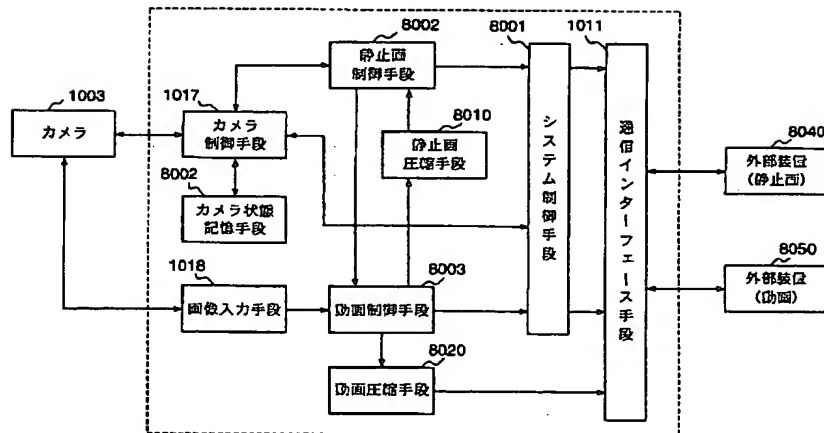 8002
8001
1011
静止画
制御手段
1003
カメラ
1017
カメラ
制御手段
8010
静止画
圧縮手段
システム制御手段
通信インターフェース手段
8040
外部装置
(静止画)
8002
カメラ状態
記憶手段
1018
画像入力手段
8003
動画制御手段
8050
外部装置
(動画)
8020
動画圧縮手段